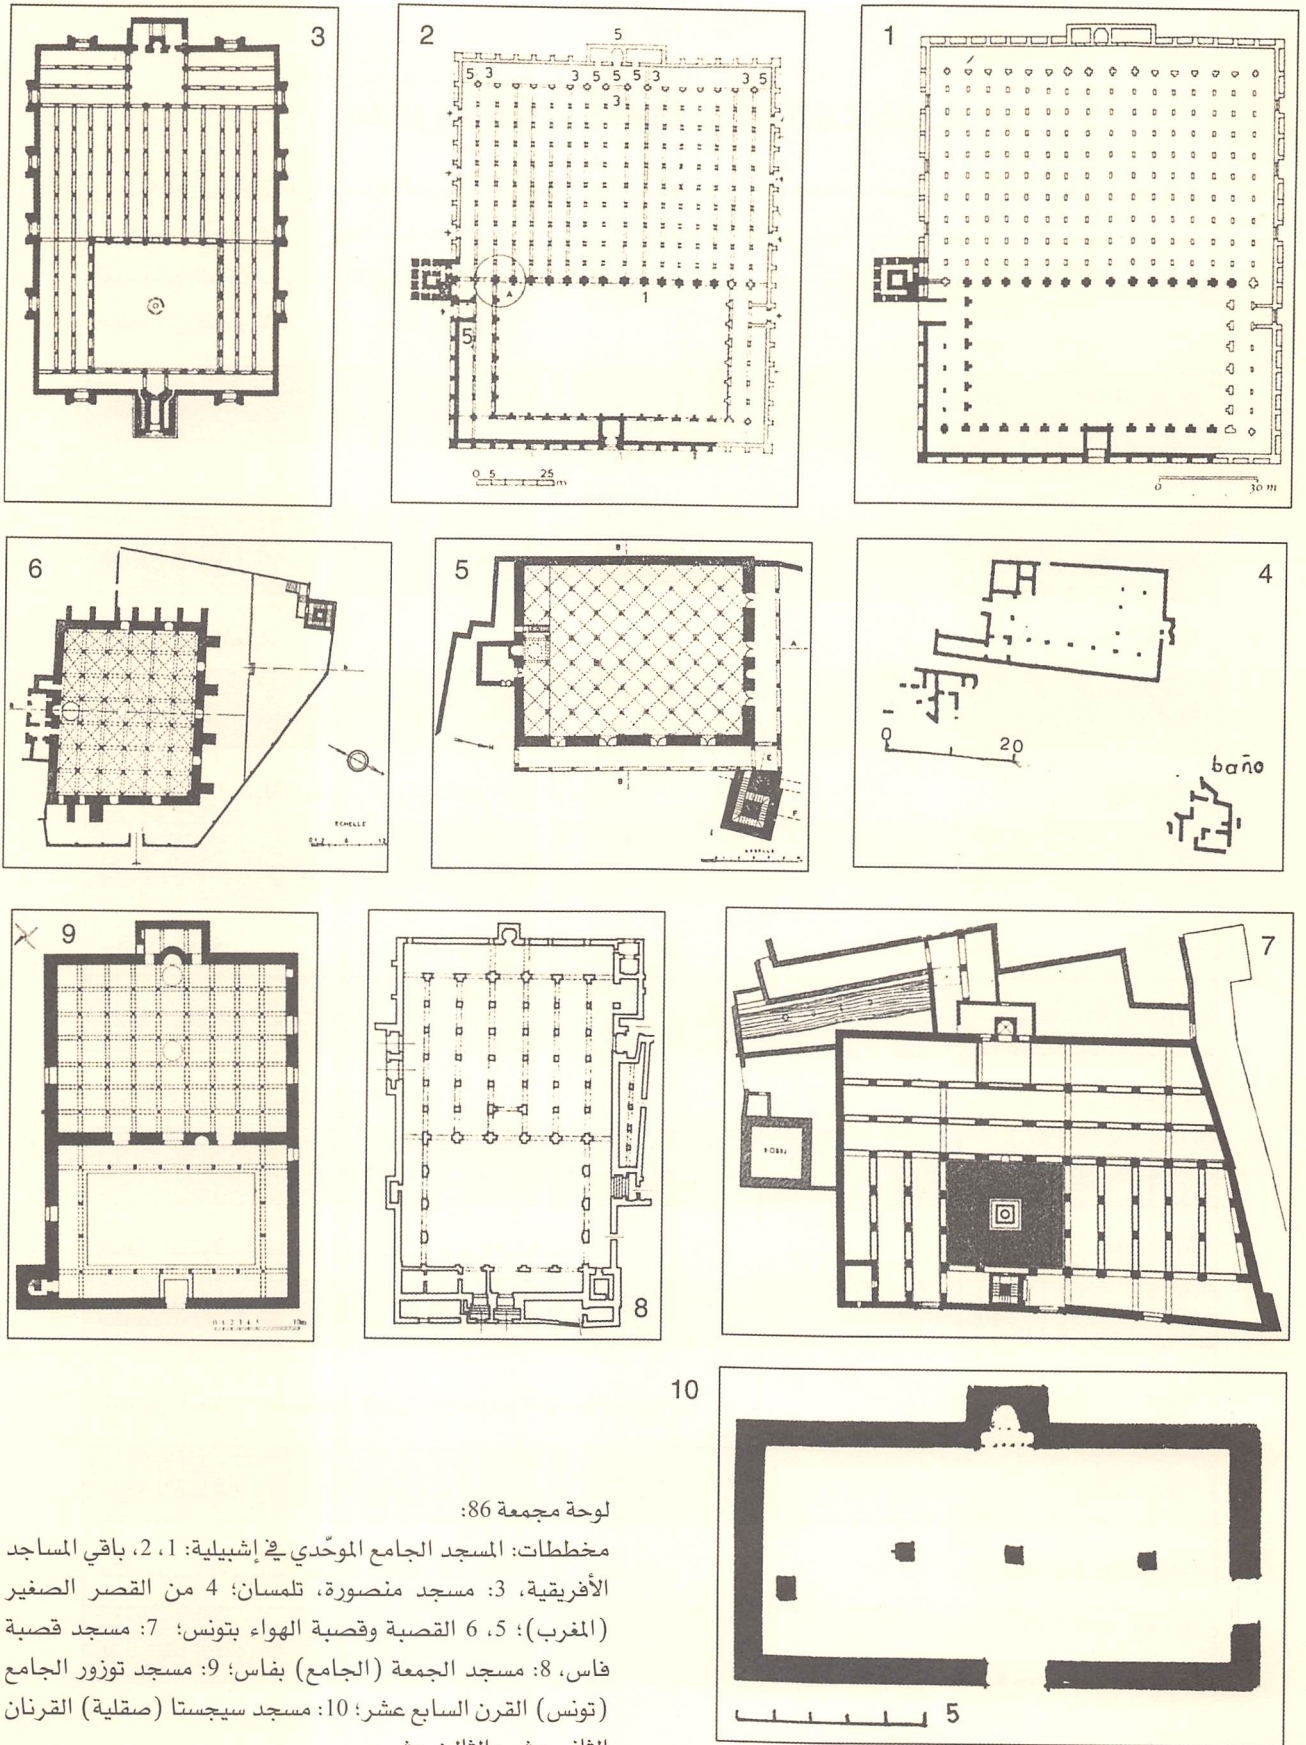 3
2
1
5
5 3 3 5 5 5 3 3 5
3
A
1
5
0 5 25 m
0 30 m
6
5
4
ECHELLE
B
A
B
E
F
0 20
baño
9
8
7
0 1 2 3 4 5 10m
10
5
لوحة مجمعة 86:
مخططات: المسجد الجامع الموحّدي في إشبيلية: 1، 2، باقي المساجد
الأفريقية، 3: مسجد منصورة، تلمسان؛ 4 من القصر الصغير
(المغرب)؛ 5، 6 القصبة وقصبة الهواء بتونس؛ 7: مسجد قصبة
فاس، 8: مسجد الجمعة (الجامع) بفاس؛ 9: مسجد توزور الجامع
(تونس) القرن السابع عشر؛ 10: مسجد سيجستا (صقلية) القرنان